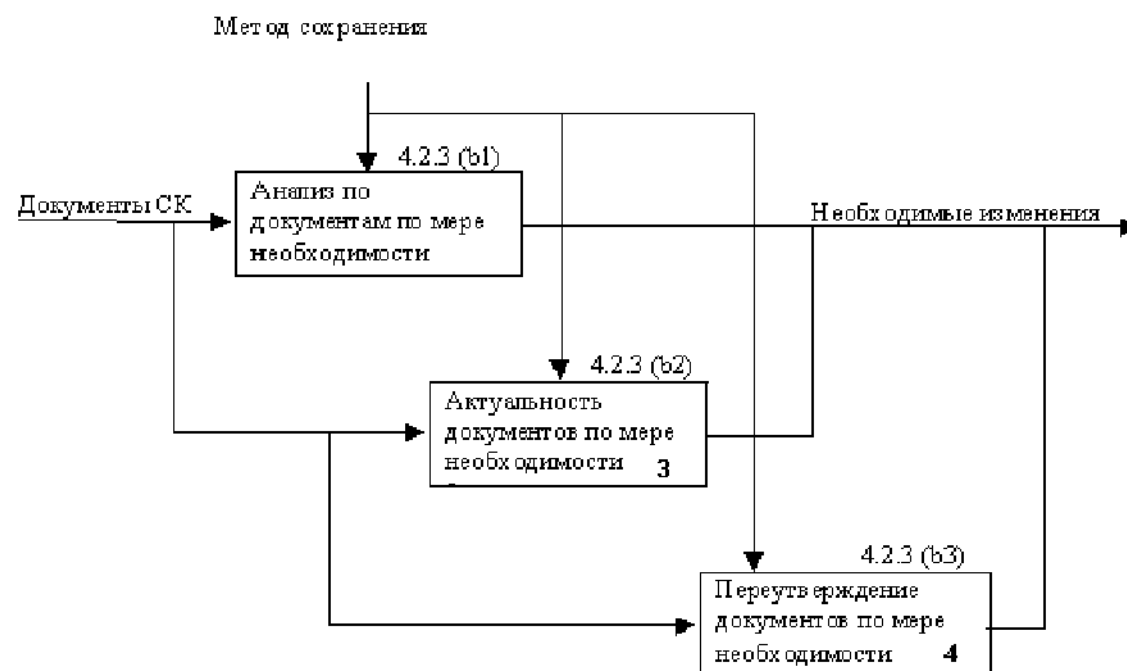 Метод сохранения
4.2.3 (b1)
Документы СК
Анализ по
документам по мере
необходимости
Необходимые изменения
4.2.3 (b2)
Актуальность
документов по мере
необходимости 3
4.2.3 (b3)
Переутверждение
документов по мере
необходимости 4